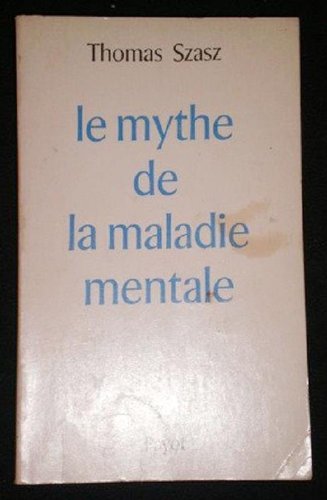 Thomas Szasz
le mythe
de
la maladie
mentale
Payot